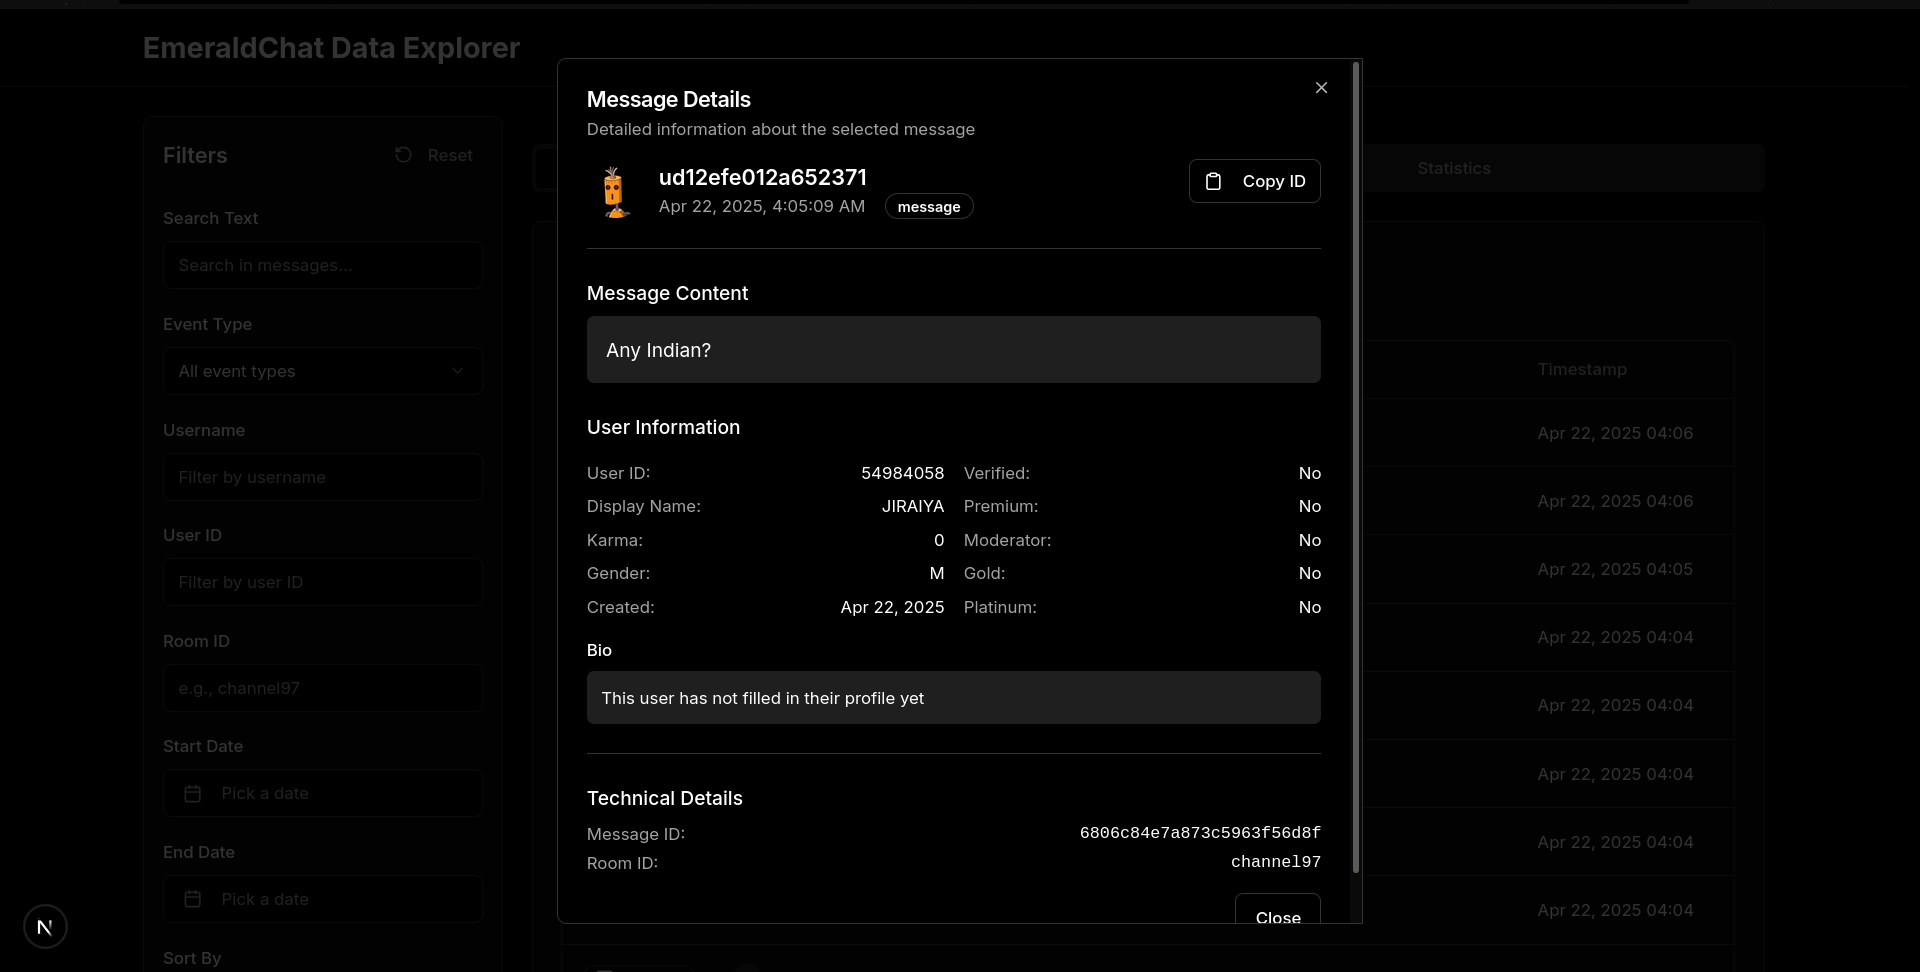 EmeraldChat Data Explorer
Filters
Reset
Search Text
Search in messages...
Event Type
All event types
Username
Filter by username
User ID
Filter by user ID
Room ID
e.g., channel97
Start Date
Pick a date
End Date
Pick a date
Sort By
N
Message Details
Detailed information about the selected message
ud12efe012a652371
Apr 22, 2025, 4:05:09 AM message
Copy ID
Message Content
Any Indian?
User Information
User ID: 54984058 Verified: No
Display Name: JIRAIYA Premium: No
Karma: 0 Moderator: No
Gender: M Gold: No
Created: Apr 22, 2025 Platinum: No
Bio
This user has not filled in their profile yet
Technical Details
Message ID: 6806c84e7a873c5963f56d8f
Room ID: channel97
Close
Statistics
Timestamp
Apr 22, 2025 04:06
Apr 22, 2025 04:06
Apr 22, 2025 04:05
Apr 22, 2025 04:04
Apr 22, 2025 04:04
Apr 22, 2025 04:04
Apr 22, 2025 04:04
Apr 22, 2025 04:04